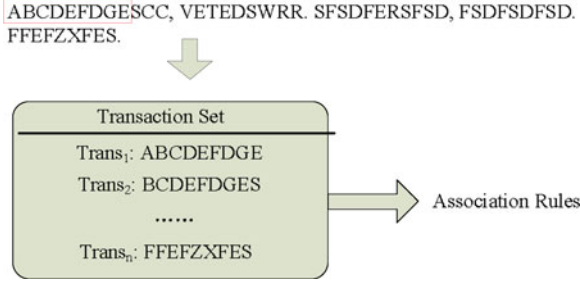 ABCDEFDGESCC, VETEDSWRR. SFSDFERSFSD, FSDFSDFSD.
FFEFZXFES.
Transaction Set
Trans₁: ABCDEFDGE
Trans₂: BCDEFDGES
......
Transₙ: FFEFZXFES
Association Rules